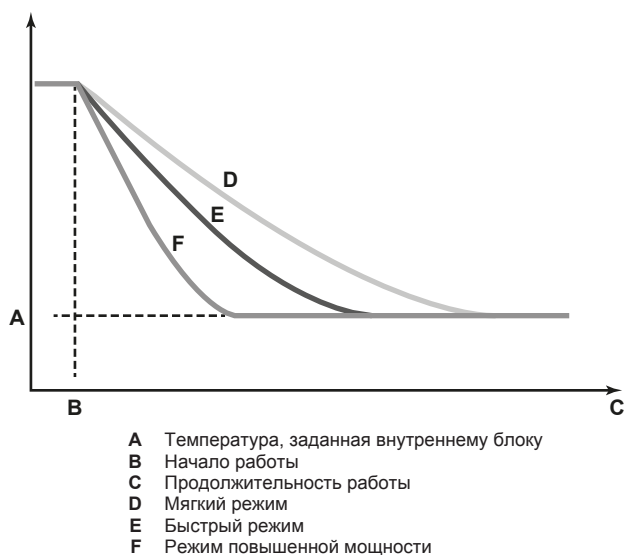 D
E
F
A
B
C
A Температура, заданная внутреннему блоку
B Начало работы
C Продолжительность работы
D Мягкий режим
E Быстрый режим
F Режим повышенной мощности